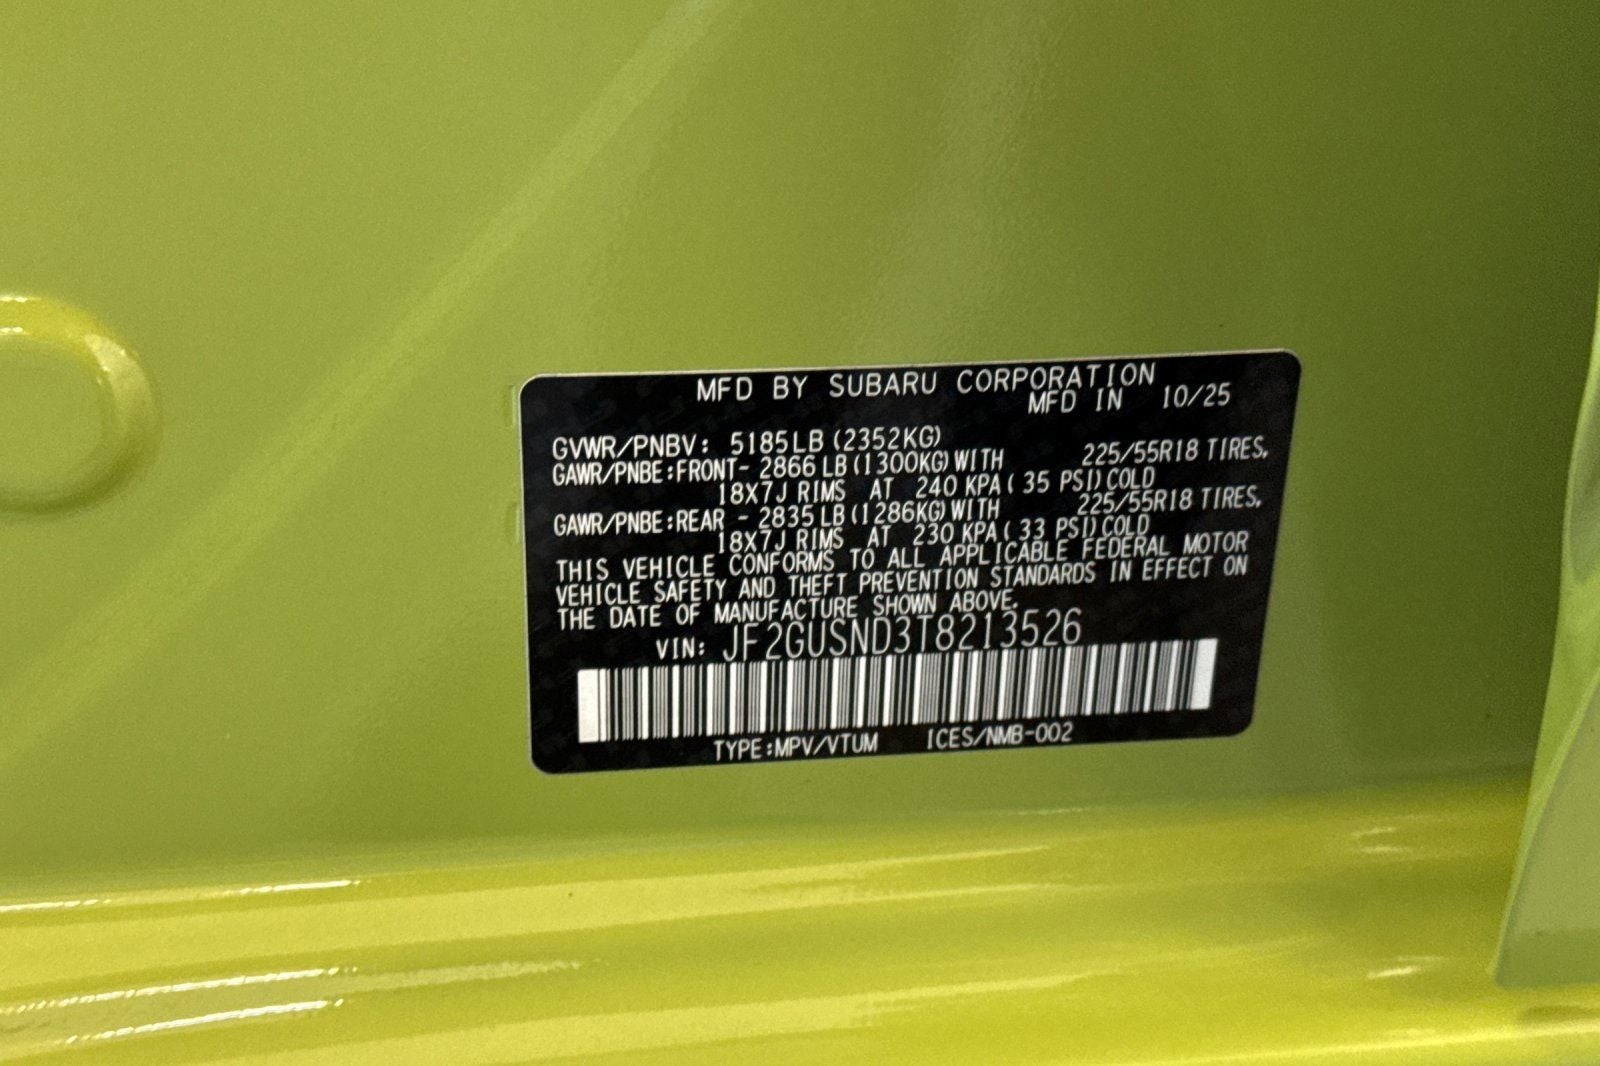 MFD BY SUBARU CORPORATION
MFD IN 10/25
GVWR/PNBV: 5185LB (2352KG)
GAWR/PNBE:FRONT- 2866 LB (1300KG) WITH 225/55R18 TIRES,
18X7J RIMS AT 240 KPA ( 35 PSI) COLD
GAWR/PNBE:REAR - 2835 LB (1286KG) WITH 225/55R18 TIRES,
18X7J RIMS AT 230 KPA ( 33 PSI) COLD
THIS VEHICLE CONFORMS TO ALL APPLICABLE FEDERAL MOTOR
VEHICLE SAFETY AND THEFT PREVENTION STANDARDS IN EFFECT ON
THE DATE OF MANUFACTURE SHOWN ABOVE.
VIN: JF2GUSND3T8213526
TYPE:MPV/VTUM ICES/NMB-002